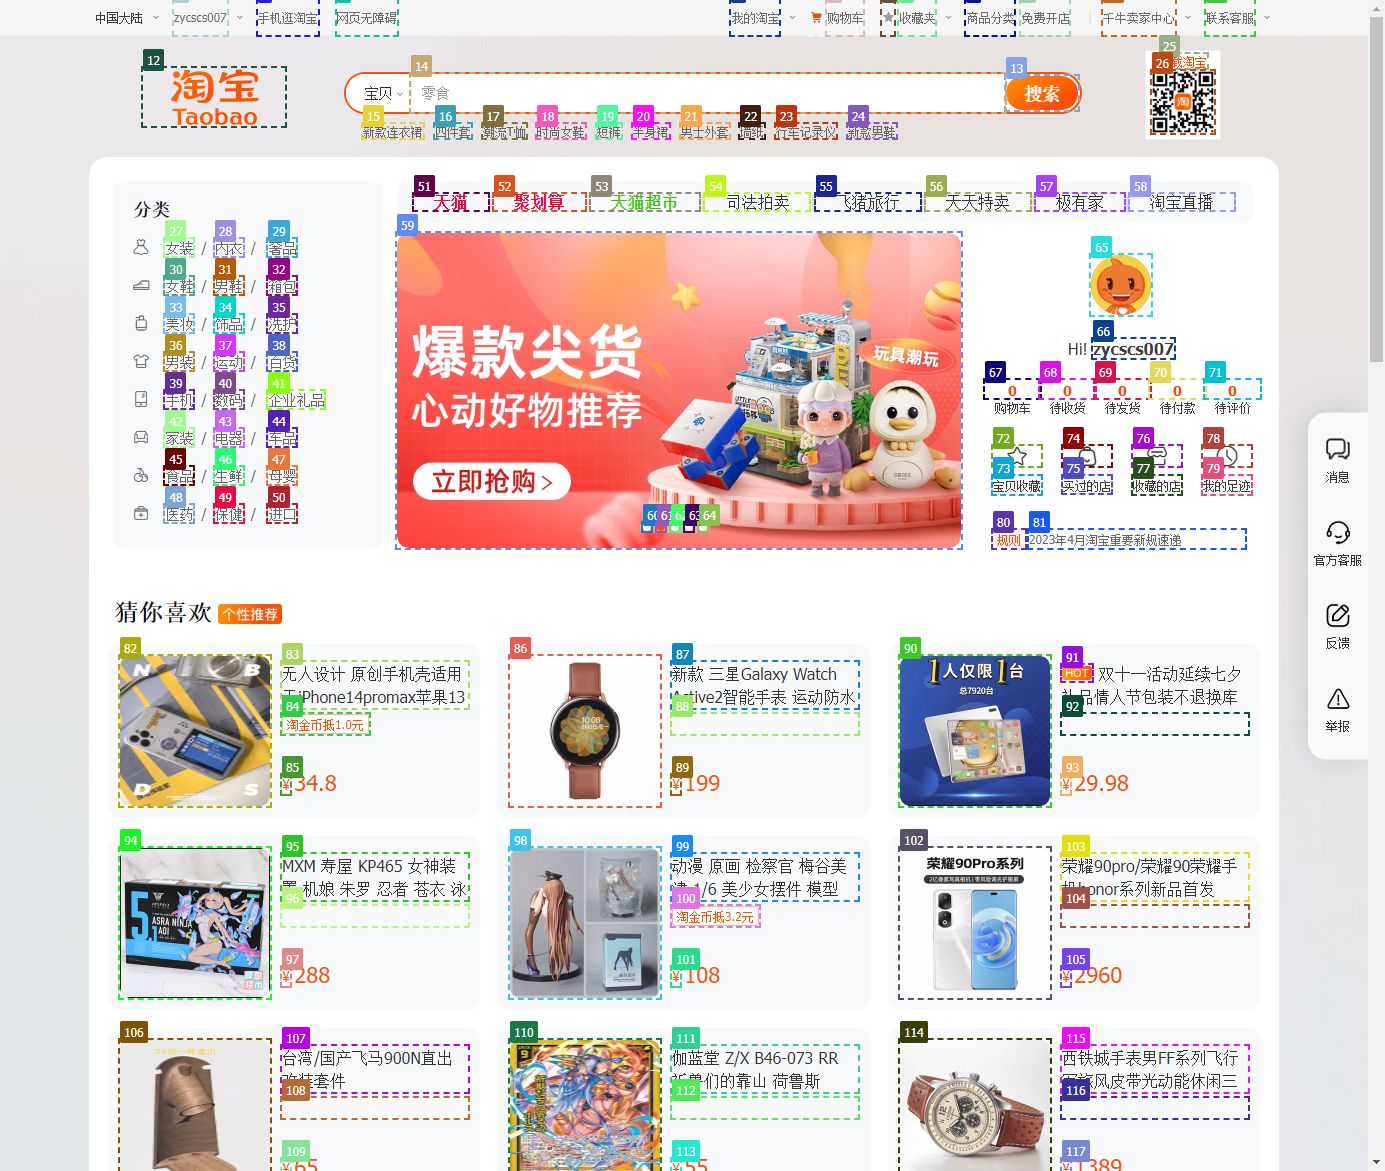 中国大陆
zycscs007
手机逛淘宝
网页无障碍
我的淘宝
购物车
收藏夹
商品分类
免费开店
千牛卖家中心
联系客服
12
淘宝
Taobao
14
13
25
26
宝贝
零食
搜索
淘宝
淘
15
16
17
18
19
20
21
22
23
24
新款连衣裙
四件套
潮流T恤
时尚女鞋
短裤
半身裙
男士外套
墙纸
行车记录仪
新款男鞋
分类
27
28
29
女装 / 内衣 / 奢品
30
31
32
女鞋 / 男鞋 / 箱包
33
34
35
美妆 / 饰品 / 洗护
36
37
38
男装 / 运动 / 百货
39
40
41
手机 / 数码 / 企业礼品
42
43
44
家装 / 电器 / 车品
45
46
47
食品 / 生鲜 / 母婴
48
49
50
医药 / 保健 / 进口
51
52
53
54
55
56
57
58
天猫
聚划算
天猫超市
司法拍卖
飞猪旅行
天天特卖
极有家
淘宝直播
59
爆款尖货
心动好物推荐
立即抢购 >
玩具潮玩
60
61
62
63
64
65
66
Hi! zycscs007
67
68
69
70
71
0
0
0
0
0
购物车
待收货
待发货
待付款
待评价
72
74
76
78
73
75
77
79
宝贝收藏
买过的店
收藏的店
我的足迹
80
81
规则
2023年4月淘宝重要新规速递
消息
官方客服
反馈
举报
猜你喜欢
个性推荐
82
N B
D S
83
无人设计 原创手机壳适用
于iPhone14promax苹果13
84
淘金币抵1.0元
85
¥34.8
86
10:08
87
新款 三星Galaxy Watch
Active2智能手表 运动防水
88
89
¥199
90
1人仅限1台
总7920台
91
HOT
双十一活动延续七夕
礼品情人节包装不退换库
92
93
¥29.98
94
5.1
ASRA NINJA
AOI
95
MXM 寿屋 KP465 女神装
置 机娘 朱罗 忍者 苍衣 泳
96
97
¥288
98
99
动漫 原画 检察官 梅谷美
津 1/6 美少女摆件 模型
100
淘金币抵3.2元
101
¥108
102
荣耀90Pro系列
103
荣耀90pro/荣耀90荣耀手
机honor系列新品首发
104
105
¥2960
106
107
台湾/国产飞马900N直出
改装套件
108
109
¥65
110
9
111
伽蓝堂 Z/X B46-073 RR
祈兽们的靠山 荷鲁斯
112
113
¥55
114
115
西铁城手表男FF系列飞行
军旅风皮带光动能休闲三
116
117
¥1389